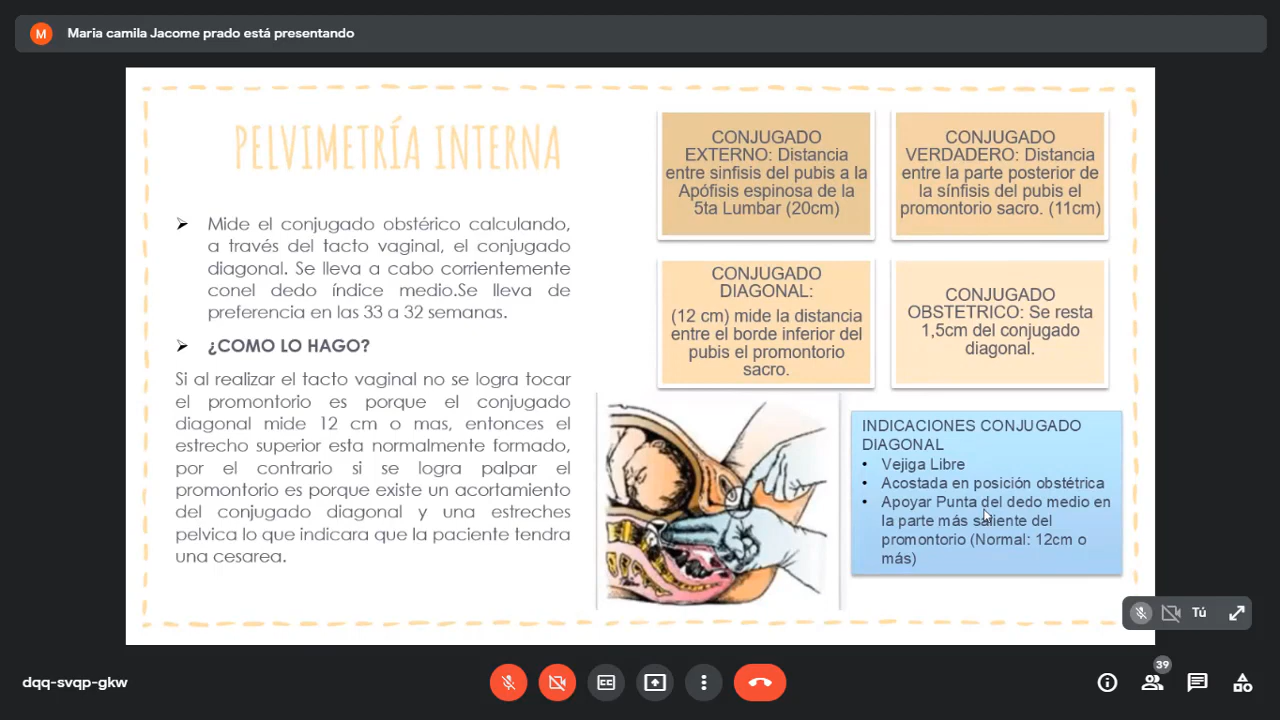 M
Maria camila Jacome prado está presentando
PELVIMETRÍA INTERNA
Mide el conjugado obstérico calculando,
a través del tacto vaginal, el conjugado
diagonal. Se lleva a cabo corrientemente
conel dedo índice medio.Se lleva de
preferencia en las 33 a 32 semanas.
¿COMO LO HAGO?
Si al realizar el tacto vaginal no se logra tocar
el promontorio es porque el conjugado
diagonal mide 12 cm o mas, entonces el
estrecho superior esta normalmente formado,
por el contrario si se logra palpar el
promontorio es porque existe un acortamiento
del conjugado diagonal y una estreches
pelvica lo que indicara que la paciente tendra
una cesarea.
CONJUGADO
EXTERNO: Distancia
entre sinfisis del pubis a la
Apófisis espinosa de la
5ta Lumbar (20cm)
CONJUGADO
VERDADERO: Distancia
entre la parte posterior de
la sínfisis del pubis el
promontorio sacro. (11cm)
CONJUGADO
DIAGONAL:
(12 cm) mide la distancia
entre el borde inferior del
pubis el promontorio
sacro.
CONJUGADO
OBSTETRICO: Se resta
1,5cm del conjugado
diagonal.
INDICACIONES CONJUGADO
DIAGONAL
• Vejiga Libre
• Acostada en posición obstétrica
• Apoyar Punta del dedo medio en
la parte más saliente del
promontorio (Normal: 12cm o
más)
Tú
dqq-svqp-gkw
39